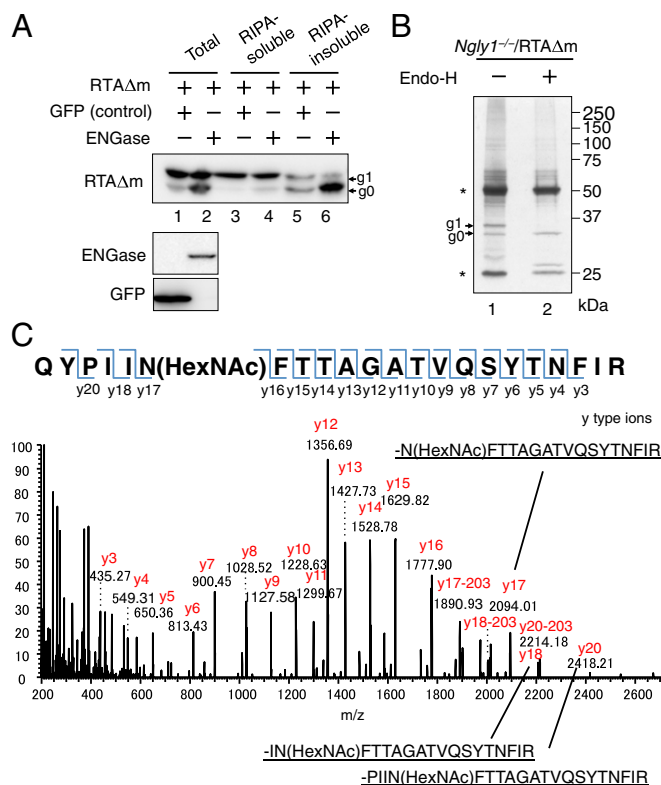 A
Total
RIPA-soluble
RIPA-insoluble
RTAΔm + + + + + +
GFP (control) + − + − + −
ENGase − + − + − +
RTAΔm
g1
g0
1 2 3 4 5 6
ENGase
GFP
B
Ngly1−/−/RTAΔm
Endo-H − +
250
150
100
75
* 50
37
g1
g0
* 25
1 2 kDa
C
QYPIIN(HexNAc)FTTAGATVQSYTNFIR
y20 y18 y17 y16 y15 y14 y13 y12 y11 y10 y9 y8 y7 y6 y5 y4 y3
y type ions
-N(HexNAc)FTTAGATVQSYTNFIR
y12
1356.69
y13
1427.73
y15
1629.82
y14
1528.78
y16
1777.90
y10
1228.63
y8
1028.52
y11
1299.67
y9
1127.58
y7
900.45
y3
435.27
y4
549.31
y5
650.36
y6
813.43
y17-203
1890.93
y17
2094.01
y18-203
y20-203
2214.18
y18
y20
2418.21
100
90
80
70
60
50
40
30
20
10
0
200 400 600 800 1000 1200 1400 1600 1800 2000 2200 2400 2600
m/z
-IN(HexNAc)FTTAGATVQSYTNFIR
-PIIN(HexNAc)FTTAGATVQSYTNFIR